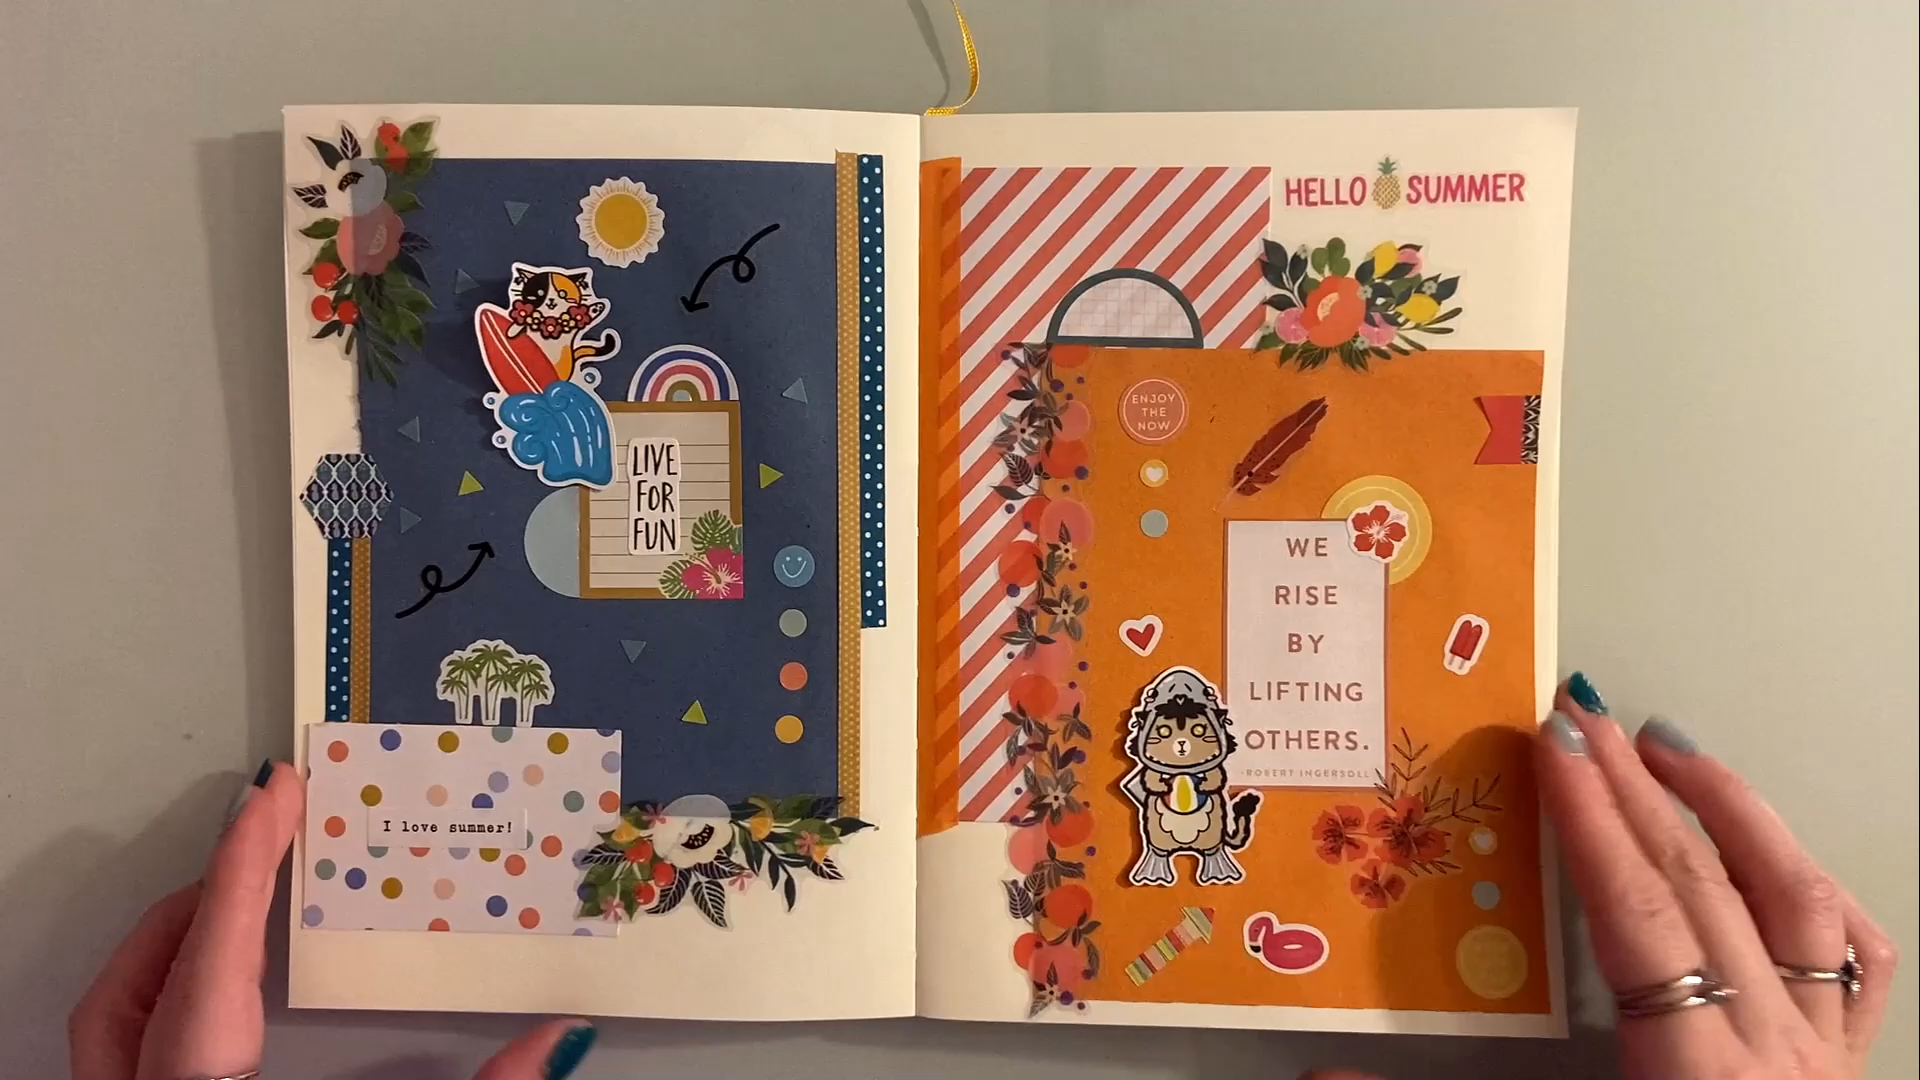 LIVE
FOR
FUN
I love summer!
HELLO SUMMER
ENJOY
THE
NOW
WE
RISE
BY
LIFTING
OTHERS.
-ROBERT INGERSOLL